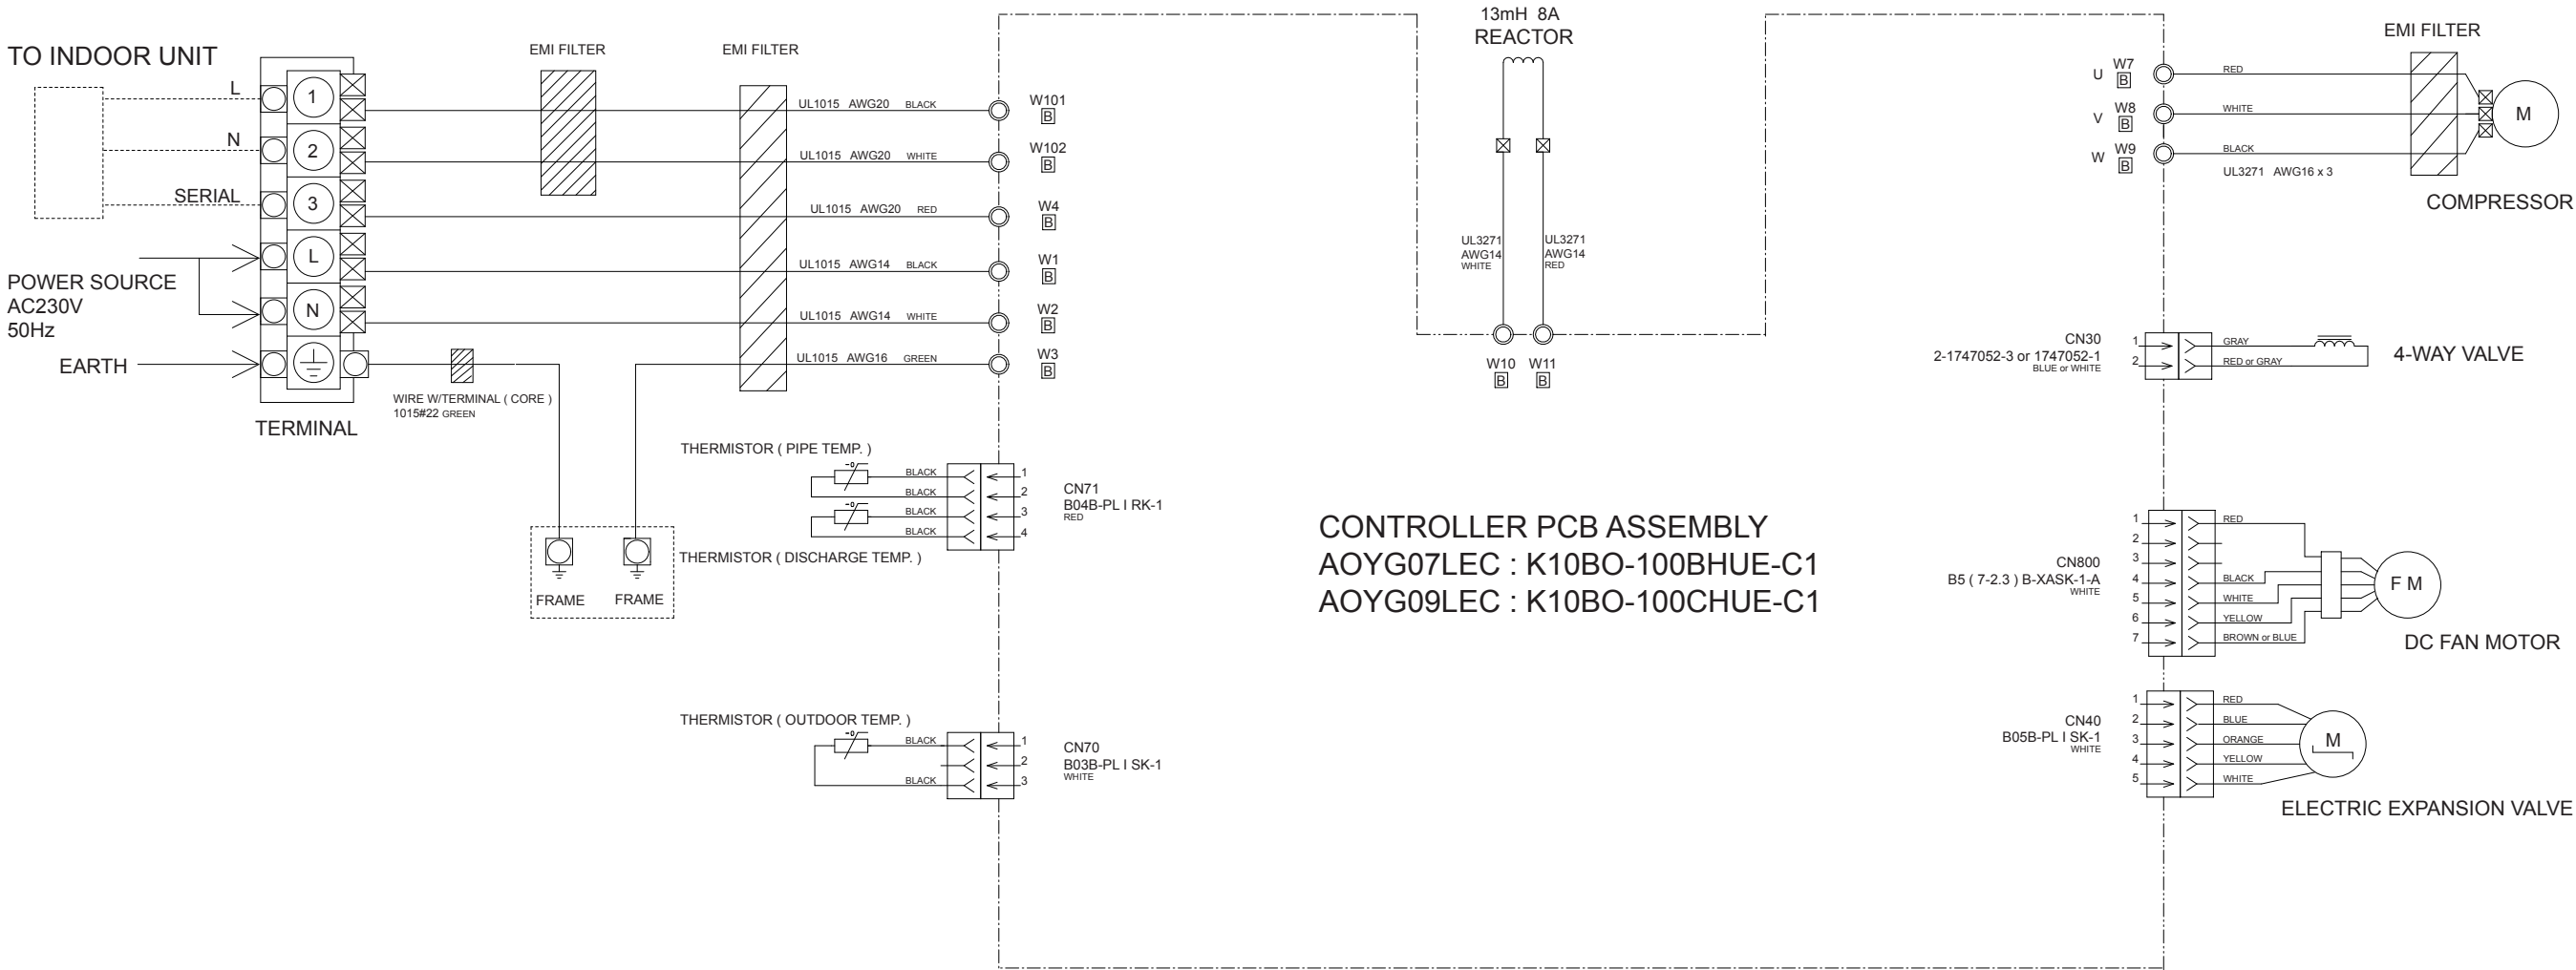 TO INDOOR UNIT
L
N
SERIAL
POWER SOURCE
AC230V
50Hz
EARTH
1
2
3
L
N
TERMINAL
EMI FILTER
EMI FILTER
WIRE W/TERMINAL ( CORE )
1015#22 GREEN
UL1015 AWG20 BLACK
UL1015 AWG20 WHITE
UL1015 AWG20 RED
UL1015 AWG14 BLACK
UL1015 AWG14 WHITE
UL1015 AWG16 GREEN
W101
B
W102
B
W4
B
W1
B
W2
B
W3
B
FRAME
FRAME
THERMISTOR ( PIPE TEMP. )
-θ
BLACK
BLACK
-θ
BLACK
BLACK
THERMISTOR ( DISCHARGE TEMP. )
1
2
3
4
CN71
B04B-PL I RK-1
RED
THERMISTOR ( OUTDOOR TEMP. )
-θ
BLACK
BLACK
1
2
3
CN70
B03B-PL I SK-1
WHITE
13mH 8A
REACTOR
UL3271
AWG14
WHITE
UL3271
AWG14
RED
W10
B
W11
B
CONTROLLER PCB ASSEMBLY
AOYG07LEC : K10BO-100BHUE-C1
AOYG09LEC : K10BO-100CHUE-C1
U
W7
B
V
W8
B
W
W9
B
RED
WHITE
BLACK
UL3271 AWG16 x 3
EMI FILTER
M
COMPRESSOR
CN30
2-1747052-3 or 1747052-1
BLUE or WHITE
1
2
GRAY
RED or GRAY
4-WAY VALVE
CN800
B5 ( 7-2.3 ) B-XASK-1-A
WHITE
1
2
3
4
5
6
7
RED
BLACK
WHITE
YELLOW
BROWN or BLUE
F M
DC FAN MOTOR
CN40
B05B-PL I SK-1
WHITE
1
2
3
4
5
RED
BLUE
ORANGE
YELLOW
WHITE
M
ELECTRIC EXPANSION VALVE